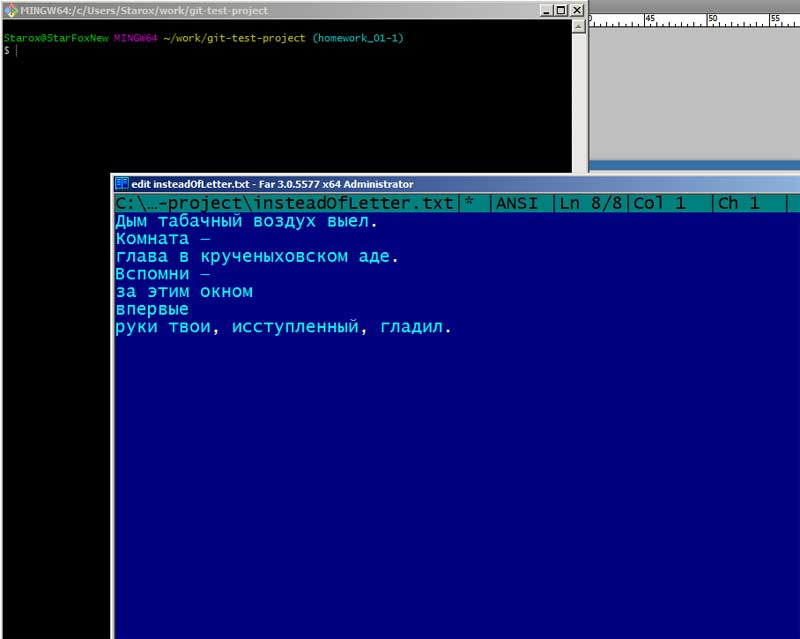 MINGW64:/c/Users/Starox/work/git-test-project
45 50 55
Starox@StarFoxNew MINGW64 ~/work/git-test-project (homework_01-1)
$
edit insteadOfLetter.txt - Far 3.0.5577 x64 Administrator
C:\…-project\insteadOfLetter.txt|* |ANSI |Ln 8/8|Col 1 |Ch 1 |
Дым табачный воздух выел.
Комната –
глава в крученыховском аде.
Вспомни –
за этим окном
впервые
руки твои, исступленный, гладил.